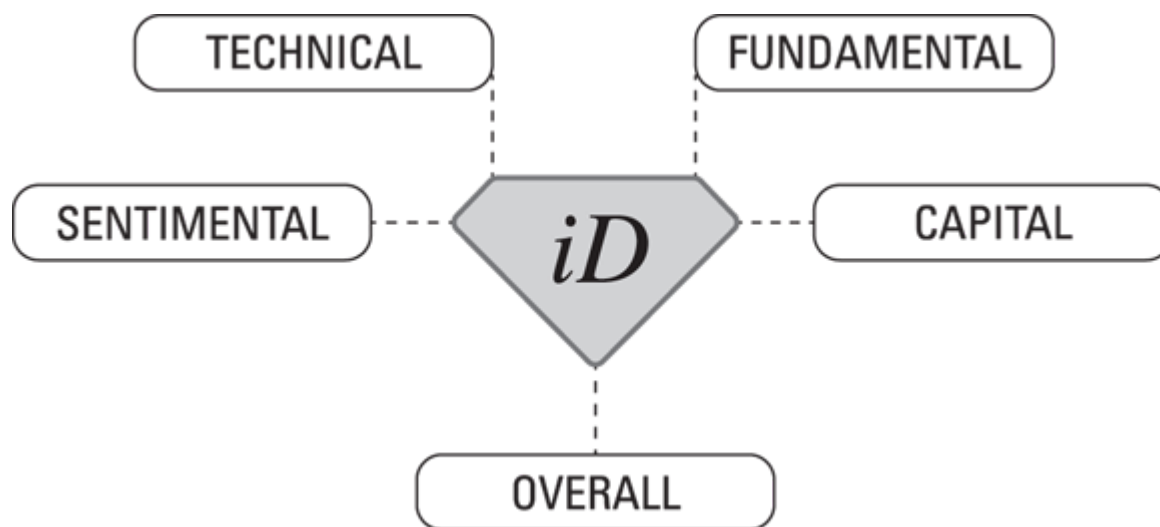 TECHNICAL
FUNDAMENTAL
SENTIMENTAL
iD
CAPITAL
OVERALL